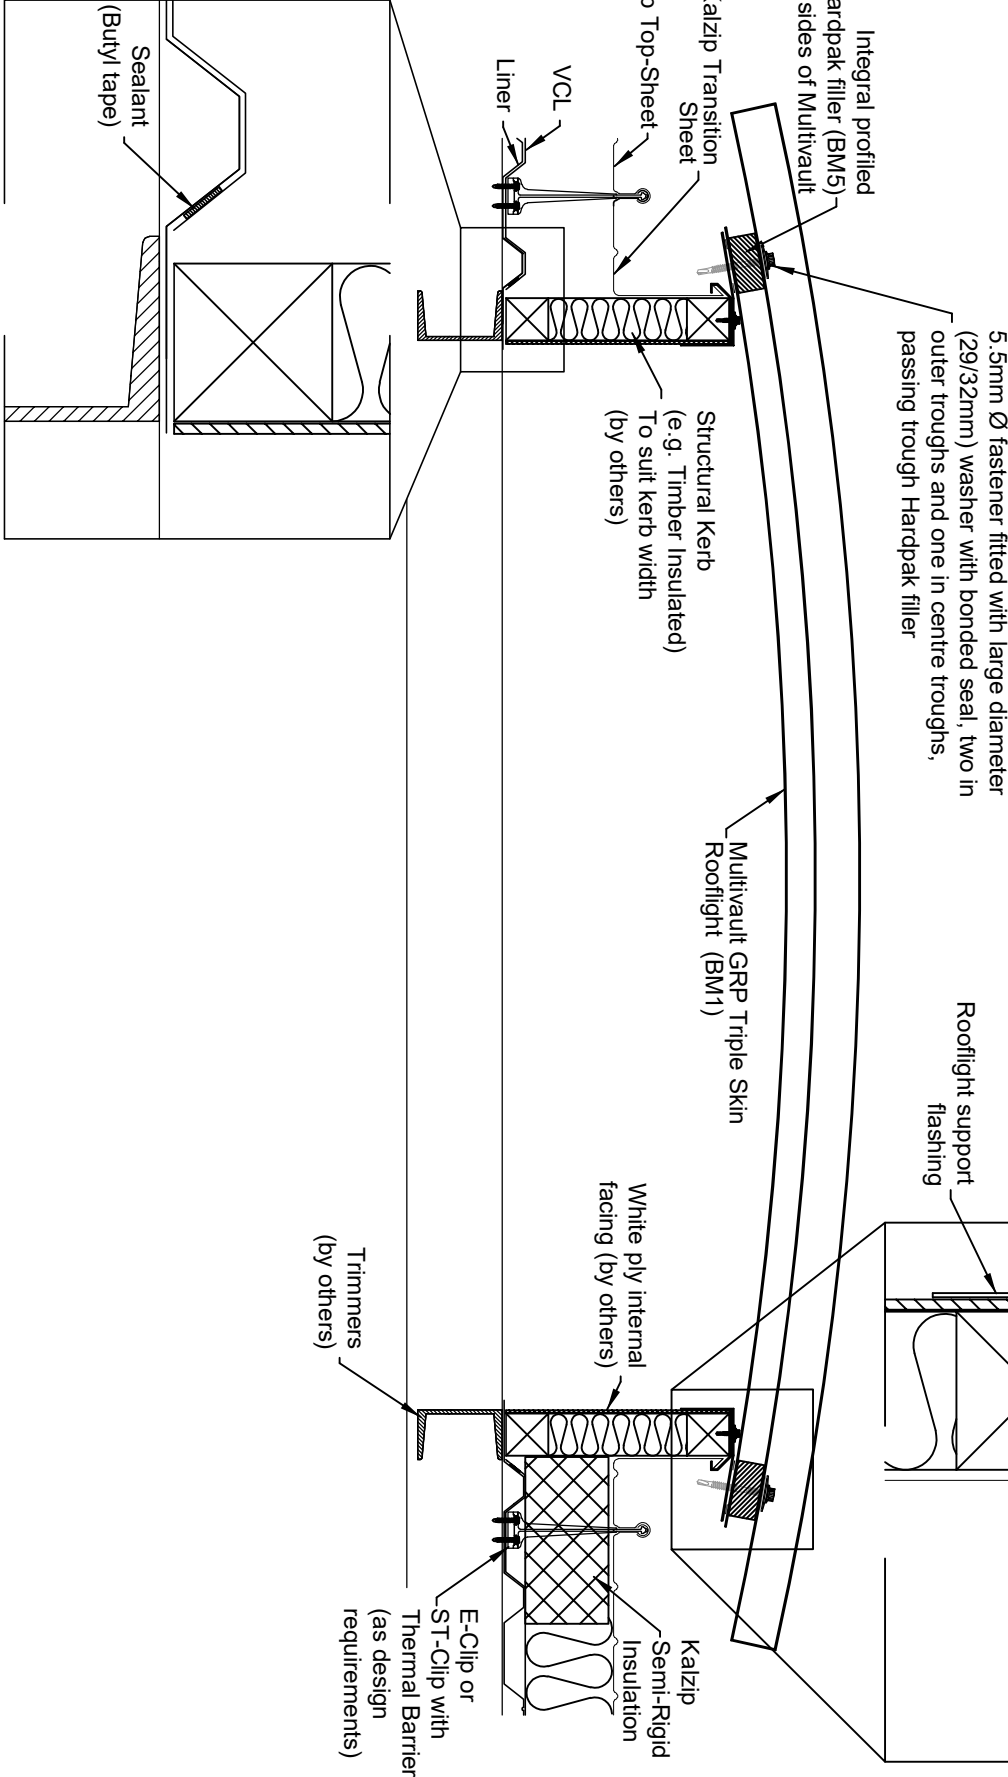 5.5mm Ø fastener fitted with large diameter
(29/32mm) washer with bonded seal, two in
outer troughs and one in centre troughs,
passing trough Hardpak filler
Rooflight support
flashing
Integral profiled
ardpak filler (BM5)
sides of Multivault
Kalzip Transition
Sheet
p Top-Sheet
VCL
Liner
Multivault GRP Triple Skin
Rooflight (BM1)
Structural Kerb
(e.g. Timber Insulated)
To suit kerb width
(by others)
White ply internal
facing (by others)
Kalzip
Semi-Rigid
Insulation
E-Clip or
ST-Clip with
Thermal Barrier
(as design
requirements)
Trimmers
(by others)
Sealant
(Butyl tape)